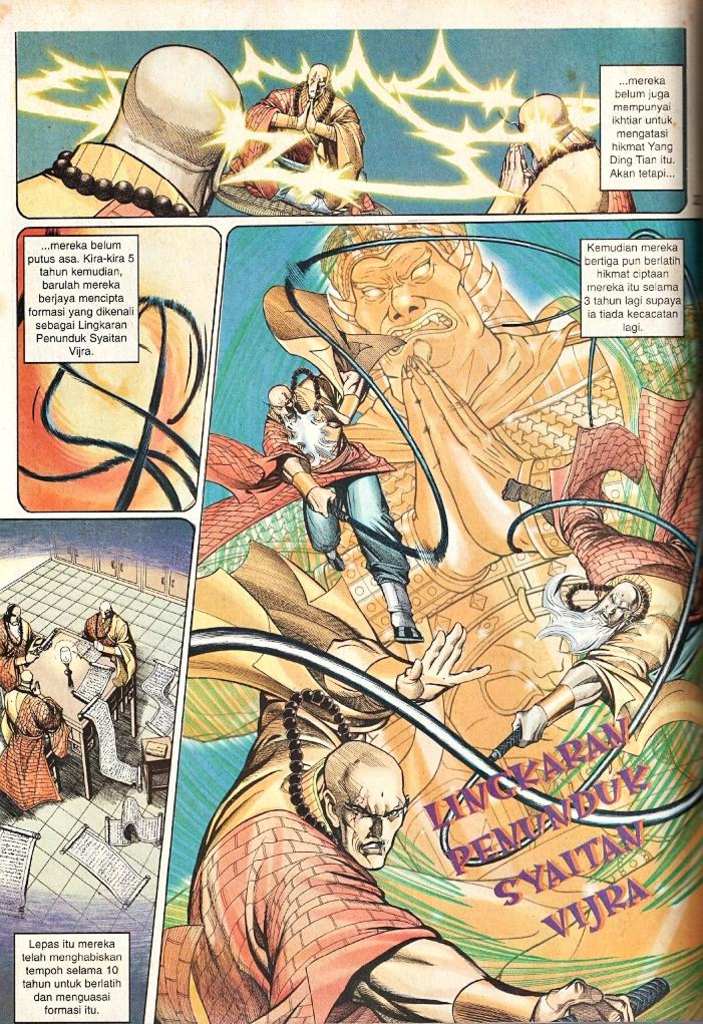 ...mereka
belum juga
mempunyai
ikhtiar untuk
mengatasi
hikmat Yang
Ding Tian itu.
Akan tetapi...
...mereka belum
putus asa. Kira-kira 5
tahun kemudian,
barulah mereka
berjaya mencipta
formasi yang dikenali
sebagai Lingkaran
Penunduk Syaitan
Vijra.
Kemudian mereka
bertiga pun berlatih
hikmat ciptaan
mereka itu selama
3 tahun lagi supaya
ia tiada kecacatan
lagi.
Lepas itu mereka
telah menghabiskan
tempoh selama 10
tahun untuk berlatih
dan menguasai
formasi itu.
LINGKARAN
PENUNDUK
SYAITAN
VIJRA